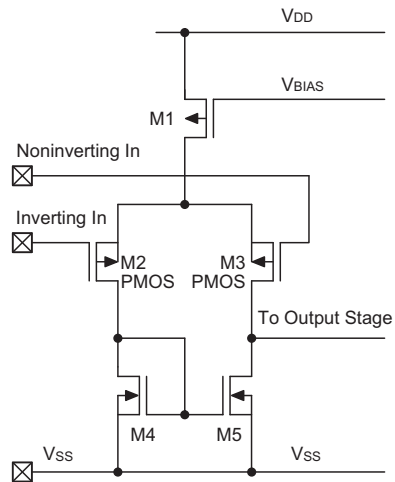 VDD
VBIAS
M1
Noninverting In
Inverting In
M2
PMOS
M3
PMOS
To Output Stage
M4
M5
VSS
VSS